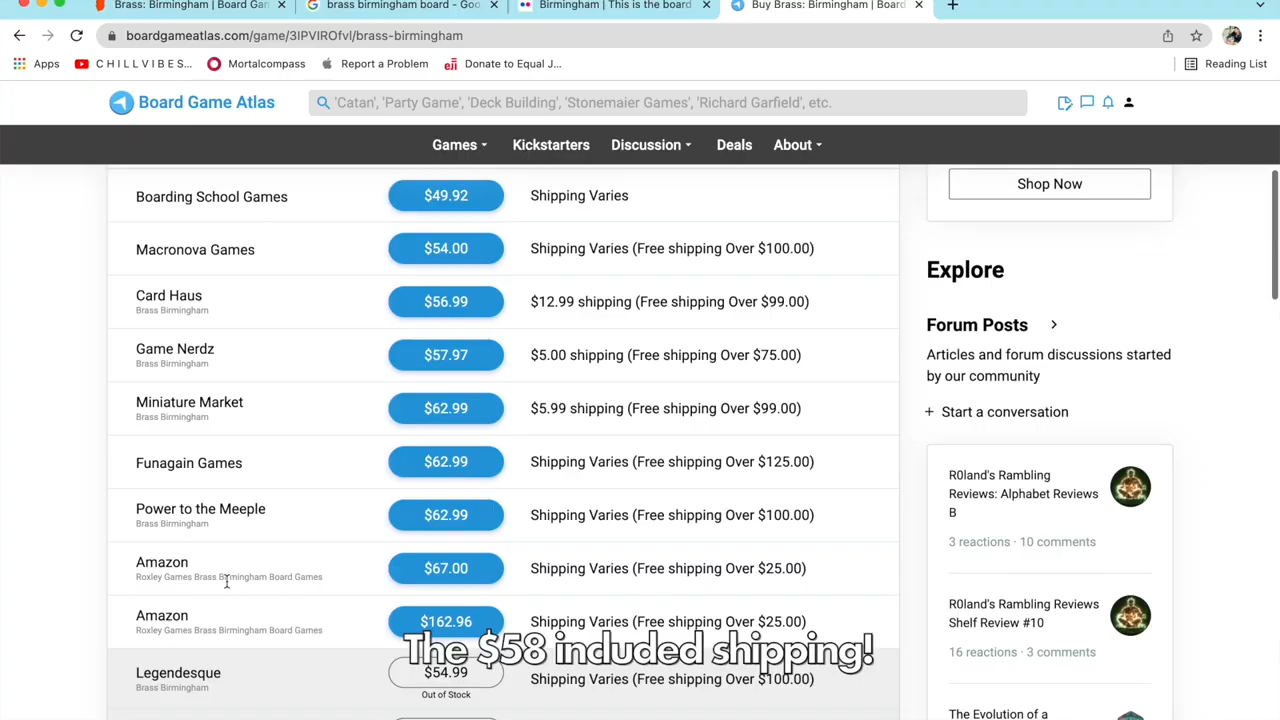 Brass: Birmingham | Board Gam
brass birmingham board - Goo
Birmingham | This is the board
Buy Brass: Birmingham | Board
boardgameatlas.com/game/3IPVIROfvl/brass-birmingham
Apps
C H I L L V I B E S...
Mortalcompass
Report a Problem
eji Donate to Equal J...
Reading List
Board Game Atlas
'Catan', 'Party Game', 'Deck Building', 'Stonemaier Games', 'Richard Garfield', etc.
Games
Kickstarters
Discussion
Deals
About
Boarding School Games
$49.92
Shipping Varies
Macronova Games
$54.00
Shipping Varies (Free shipping Over $100.00)
Card Haus
Brass Birmingham
$56.99
$12.99 shipping (Free shipping Over $99.00)
Game Nerdz
Brass Birmingham
$57.97
$5.00 shipping (Free shipping Over $75.00)
Miniature Market
Brass Birmingham
$62.99
$5.99 shipping (Free shipping Over $99.00)
Funagain Games
$62.99
Shipping Varies (Free shipping Over $125.00)
Power to the Meeple
Brass Birmingham
$62.99
Shipping Varies (Free shipping Over $100.00)
Amazon
Roxley Games Brass Birmingham Board Games
$67.00
Shipping Varies (Free shipping Over $25.00)
Amazon
Roxley Games Brass Birmingham Board Games
$162.96
Shipping Varies (Free shipping Over $25.00)
The $58 included shipping!
Legendesque
Brass Birmingham
$54.99
Out of Stock
Shipping Varies (Free shipping Over $100.00)
Shop Now
Explore
Forum Posts
Articles and forum discussions started
by our community
+ Start a conversation
R0land's Rambling
Reviews: Alphabet Reviews
B
3 reactions · 10 comments
R0land's Rambling Reviews
Shelf Review #10
16 reactions · 3 comments
The Evolution of a